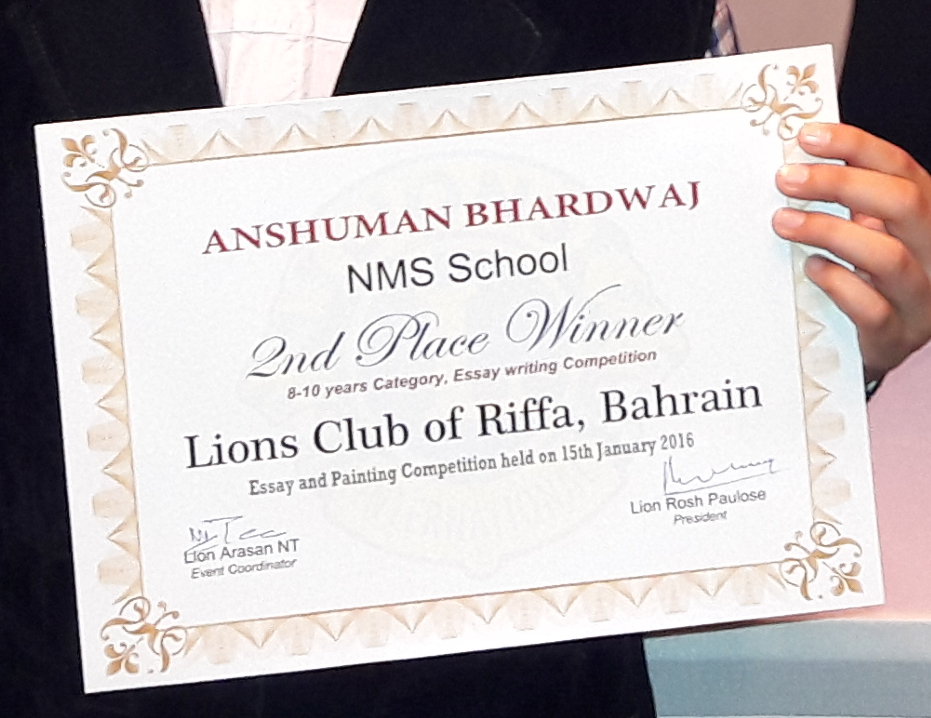 ANSHUMAN BHARDWAJ
NMS School
2nd Place Winner
8-10 years Category, Essay writing Competition
Lions Club of Riffa, Bahrain
Essay and Painting Competition held on 15th January 2016
Lion Rosh Paulose
President
Lion Arasan NT
Event Coordinator